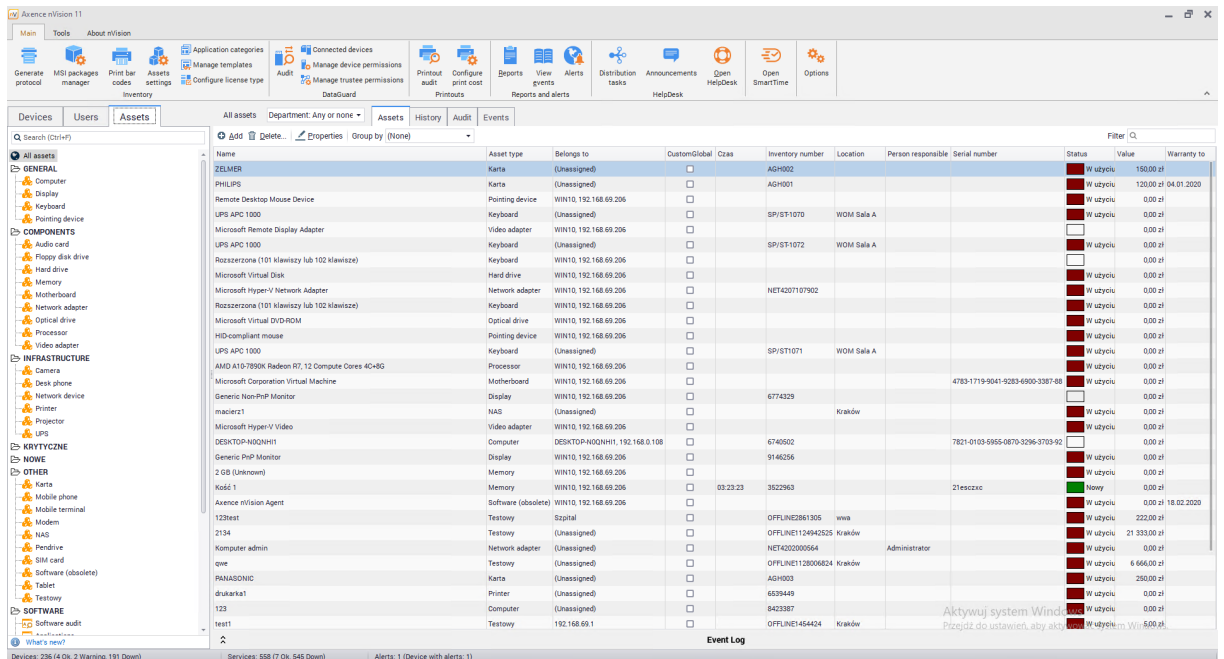 nV Axence nVision 11
Main Tools About nVision
Generate protocol
MSI packages manager
Print bar codes
Assets settings
Application categories
Manage templates
Configure license type
Inventory
Audit
Connected devices
Manage device permissions
Manage trustee permissions
DataGuard
Printout audit
Configure print cost
Printouts
Reports
View events
Alerts
Reports and alerts
Distribution tasks
Announcements
Open HelpDesk
HelpDesk
Open SmartTime
Options
Devices Users Assets
All assets Department: Any or none Assets History Audit Events
Search (Ctrl+F)
Add Delete... Properties Group by (None) Filter
All assets
GENERAL
Computer
Display
Keyboard
Pointing device
COMPONENTS
Audio card
Floppy disk drive
Hard drive
Memory
Motherboard
Network adapter
Optical drive
Processor
Video adapter
INFRASTRUCTURE
Camera
Desk phone
Network device
Printer
Projector
UPS
KRYTYCZNE
NOWE
OTHER
Karta
Mobile phone
Mobile terminal
Modem
NAS
Pendrive
SIM card
Software (obsolete)
Tablet
Testowy
SOFTWARE
Software audit
What's new?
Name Asset type Belongs to CustomGlobal Czas Inventory number Location Person responsible Serial number Status Value Warranty to
ZELMER Karta (Unassigned) AGH002 W użyciu 150,00 zł
PHILIPS Karta (Unassigned) AGH001 W użyciu 120,00 zł 04.01.2020
Remote Desktop Mouse Device Pointing device WIN10, 192.168.69.206 W użyciu 0,00 zł
UPS APC 1000 Keyboard (Unassigned) SP/ST-1070 WOM Sala A W użyciu 0,00 zł
Microsoft Remote Display Adapter Video adapter WIN10, 192.168.69.206 0,00 zł
UPS APC 1000 Keyboard (Unassigned) SP/ST-1072 WOM Sala A W użyciu 0,00 zł
Rozszerzona (101 klawiszy lub 102 klawisze) Keyboard WIN10, 192.168.69.206 0,00 zł
Microsoft Virtual Disk Hard drive WIN10, 192.168.69.206 W użyciu 0,00 zł
Microsoft Hyper-V Network Adapter Network adapter WIN10, 192.168.69.206 NET4207107902 W użyciu 0,00 zł
Rozszerzona (101 klawiszy lub 102 klawisze) Keyboard WIN10, 192.168.69.206 W użyciu 0,00 zł
Microsoft Virtual DVD-ROM Optical drive WIN10, 192.168.69.206 W użyciu 0,00 zł
HID-compliant mouse Pointing device WIN10, 192.168.69.206 W użyciu 0,00 zł
UPS APC 1000 Keyboard (Unassigned) SP/ST1071 WOM Sala A W użyciu 0,00 zł
AMD A10-7890K Radeon R7, 12 Compute Cores 4C+8G Processor WIN10, 192.168.69.206 W użyciu 0,00 zł
Microsoft Corporation Virtual Machine Motherboard WIN10, 192.168.69.206 4783-1719-9041-9283-6900-3387-88 W użyciu 0,00 zł
Generic Non-PnP Monitor Display WIN10, 192.168.69.206 6774329 0,00 zł
macierz1 NAS (Unassigned) Kraków W użyciu 0,00 zł
Microsoft Hyper-V Video Video adapter WIN10, 192.168.69.206 W użyciu 0,00 zł
DESKTOP-N0QNHI1 Computer DESKTOP-N0QNHI1, 192.168.0.108 6740502 7821-0103-5955-0870-3296-3703-92 0,00 zł
Generic PnP Monitor Display WIN10, 192.168.69.206 9146256 W użyciu 0,00 zł
2 GB (Unknown) Memory WIN10, 192.168.69.206 W użyciu 0,00 zł
Kość 1 Memory WIN10, 192.168.69.206 03:23:23 3522963 21esczxc Nowy 0,00 zł
Axence nVision Agent Software (obsolete) WIN10, 192.168.69.206 W użyciu 0,00 zł 18.02.2020
123test Testowy Szpital OFFLINE2861305 wwa W użyciu 222,00 zł
2134 Testowy (Unassigned) OFFLINE1124942525 Kraków W użyciu 21 333,00 zł
Komputer admin Network adapter (Unassigned) NET4202000564 Administrator W użyciu 0,00 zł
qwe Testowy (Unassigned) OFFLINE1128006824 Kraków W użyciu 6 666,00 zł
PANASONIC Karta (Unassigned) AGH003 W użyciu 250,00 zł
drukarka1 Printer (Unassigned) 6539449 W użyciu 0,00 zł
123 Computer (Unassigned) 8423387 W użyciu 0,00 zł
test1 Testowy 192.168.69.1 OFFLINE1454424 Kraków W użyciu 5,00 zł
Aktywuj system Windows
Przejdź do ustawień, aby aktywować system Windows.
Event Log
Devices: 236 (4 Ok, 2 Warning, 191 Down) Services: 558 (7 Ok, 545 Down) Alerts: 1 (Device with alerts: 1)